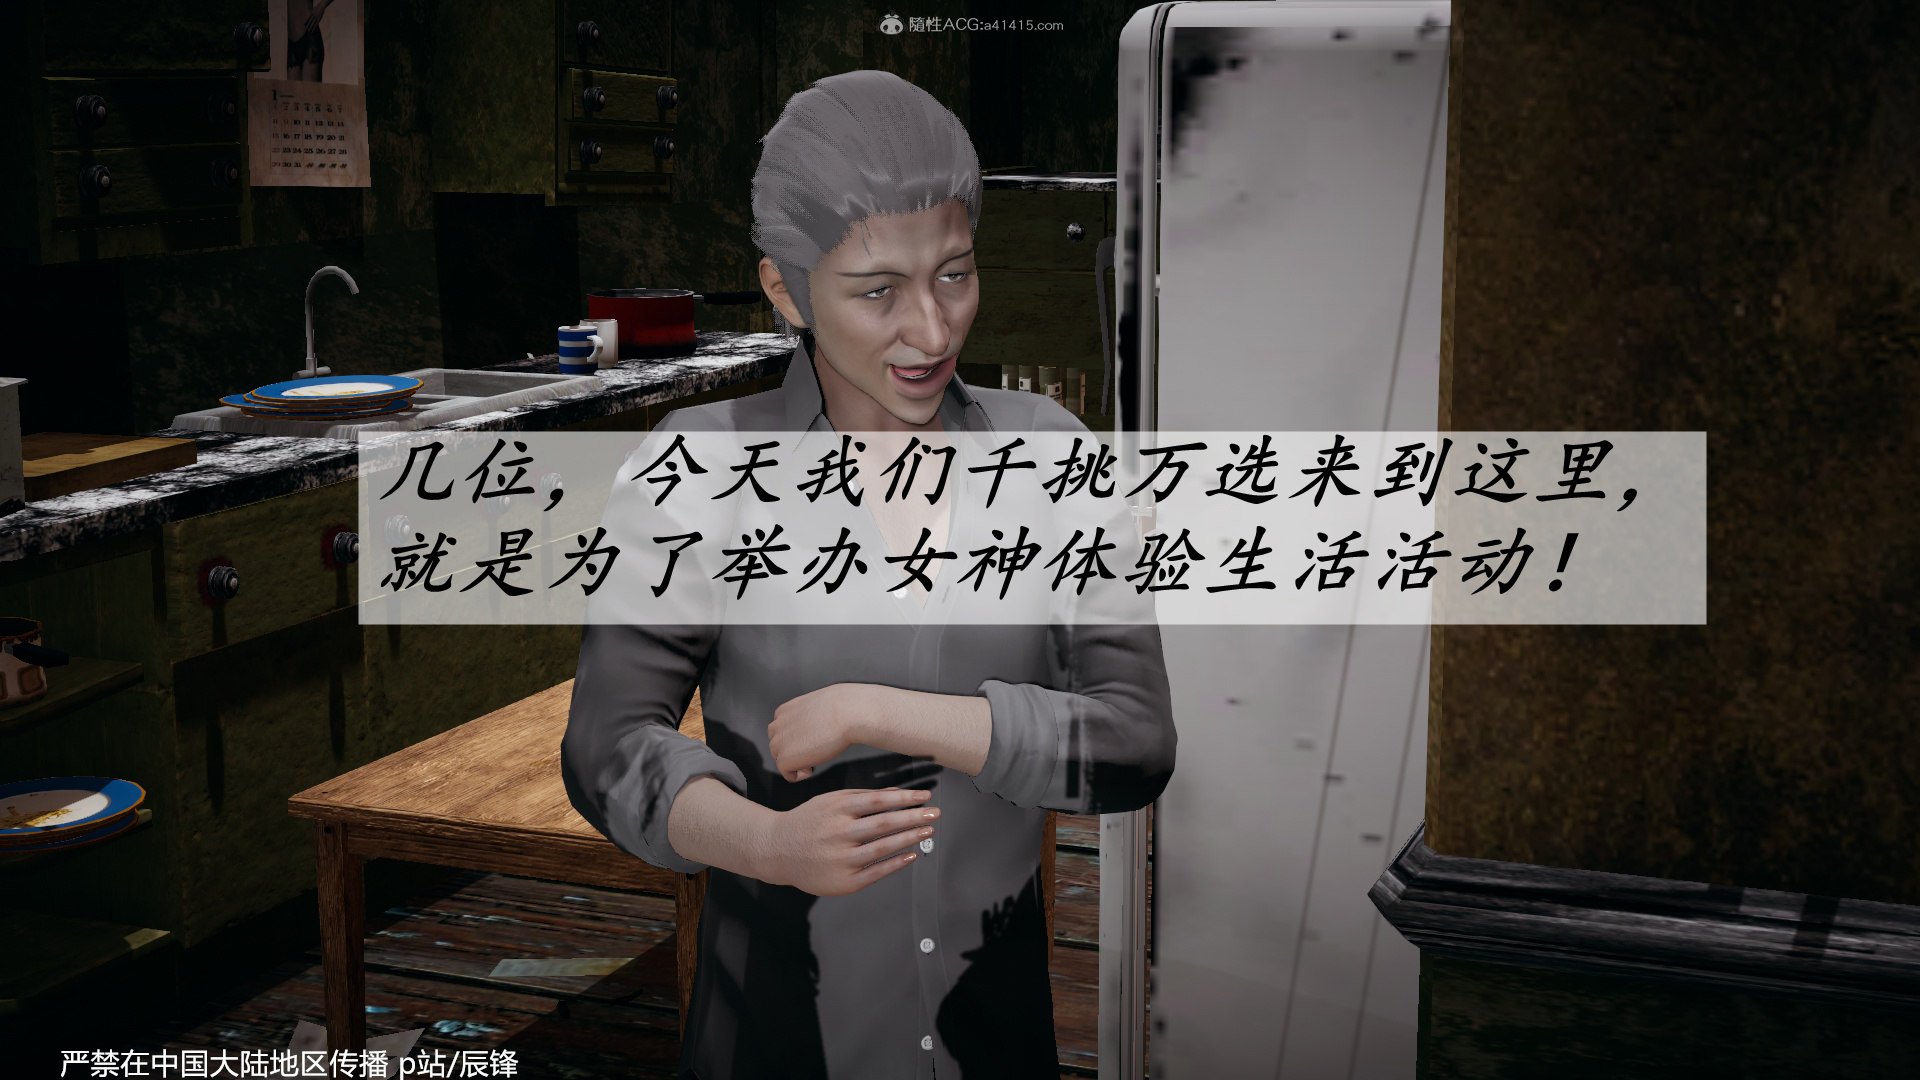 隨性ACG:a41415.com
几位，今天我们千挑万选来到这里，
就是为了举办女神体验生活活动！
严禁在中国大陆地区传播 p站/辰锋